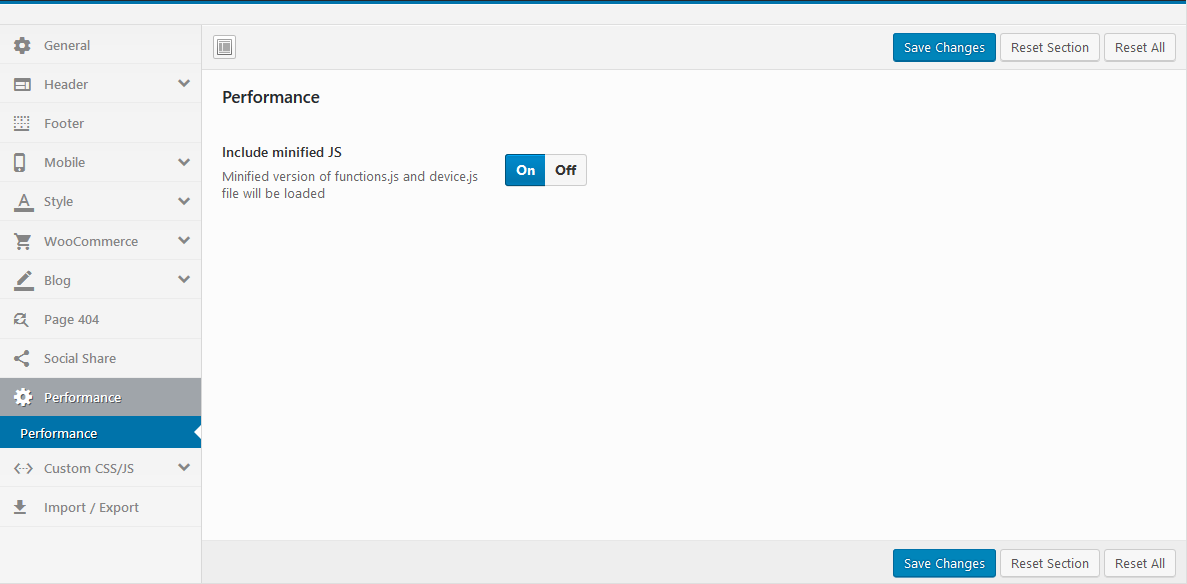 General
Header
Footer
Mobile
Style
WooCommerce
Blog
Page 404
Social Share
Performance
Performance
Custom CSS/JS
Import / Export
Save Changes Reset Section Reset All
Performance
Include minified JS
Minified version of functions.js and device.js
file will be loaded
On Off
Save Changes Reset Section Reset All